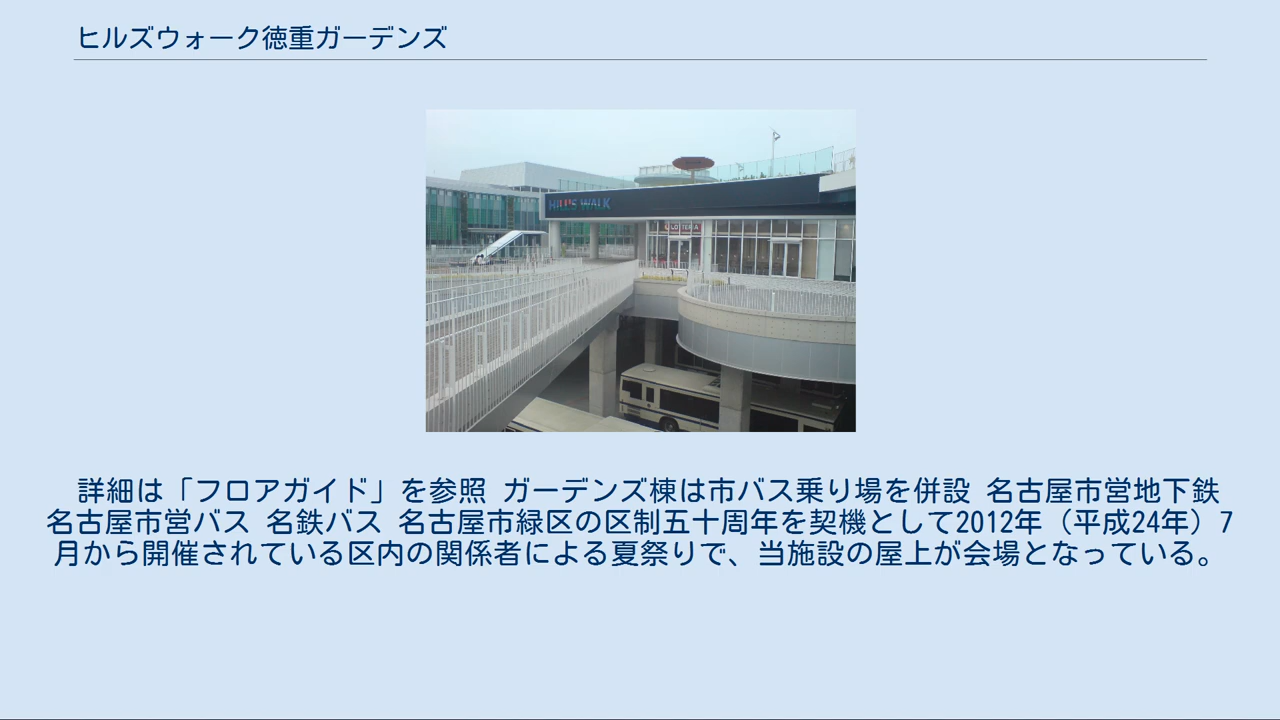 ヒルズウォーク徳重ガーデンズ
HILLS WALK
LOTTERIA
詳細は「フロアガイド」を参照 ガーデンズ棟は市バス乗り場を併設 名古屋市営地下鉄
名古屋市営バス 名鉄バス 名古屋市緑区の区制五十周年を契機として2012年（平成24年）7
月から開催されている区内の関係者による夏祭りで、当施設の屋上が会場となっている。